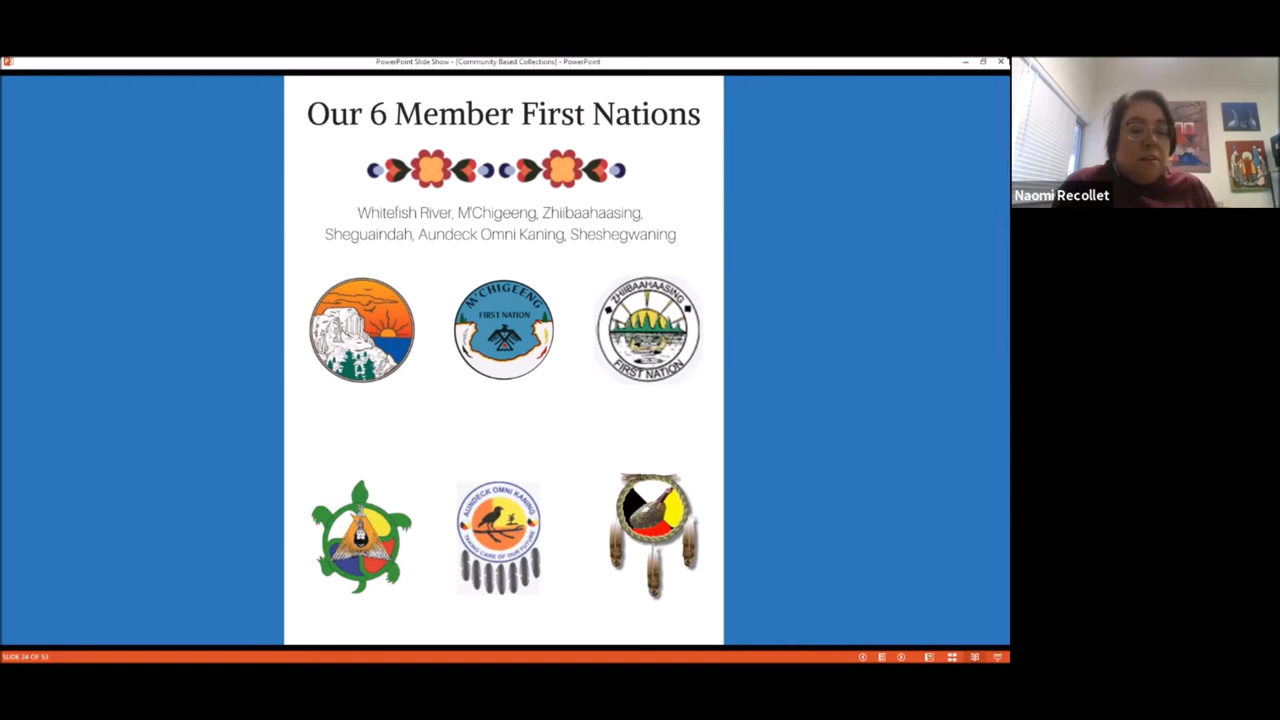 PowerPoint Slide Show - [Community Based Collections] - PowerPoint
Our 6 Member First Nations
Whitefish River, M'Chigeeng, Zhiibaahaasing,
Sheguaindah, Aundeck Omni Kaning, Sheshegwaning
M'CHIGEENG
FIRST NATION
ZHIIBAAHAASING
FIRST NATION
AUNDECK OMNI KANING
TAKING CARE OF OUR FUTURE
Naomi Recollet
SLIDE 24 OF 53